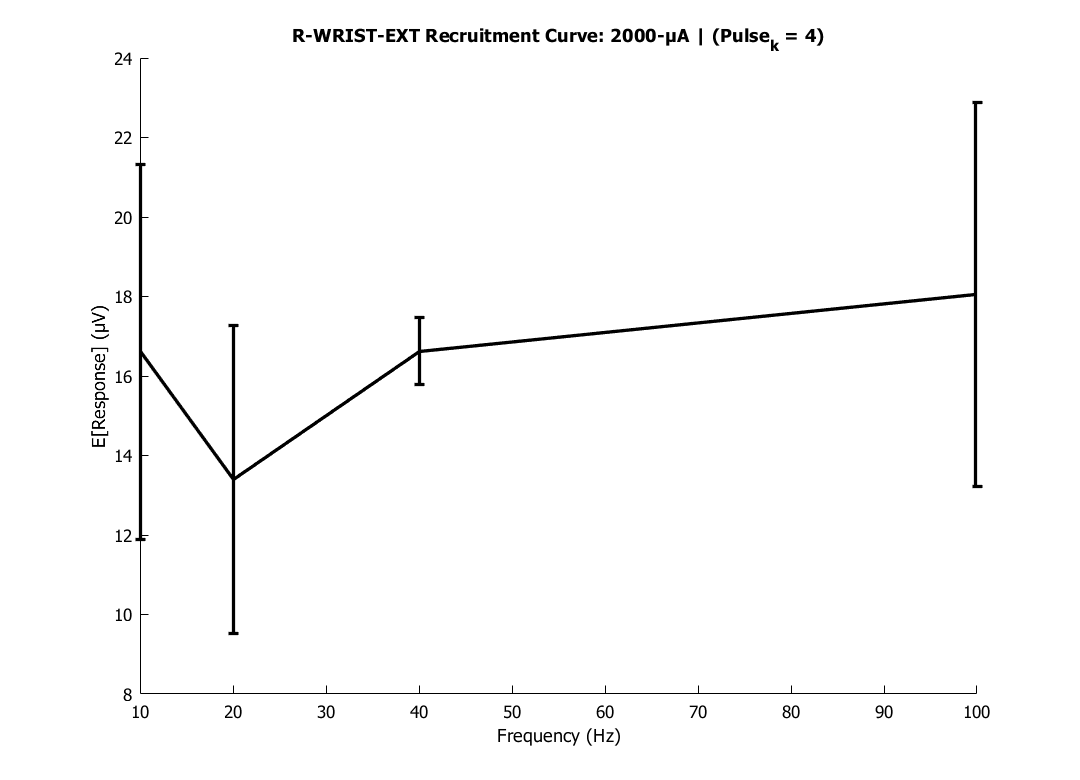 R-WRIST-EXT Recruitment Curve: 2000-μA | (Pulsek = 4)
24
22
20
18
16
14
12
10
8
E[Response] (μV)
10 20 30 40 50 60 70 80 90 100
Frequency (Hz)